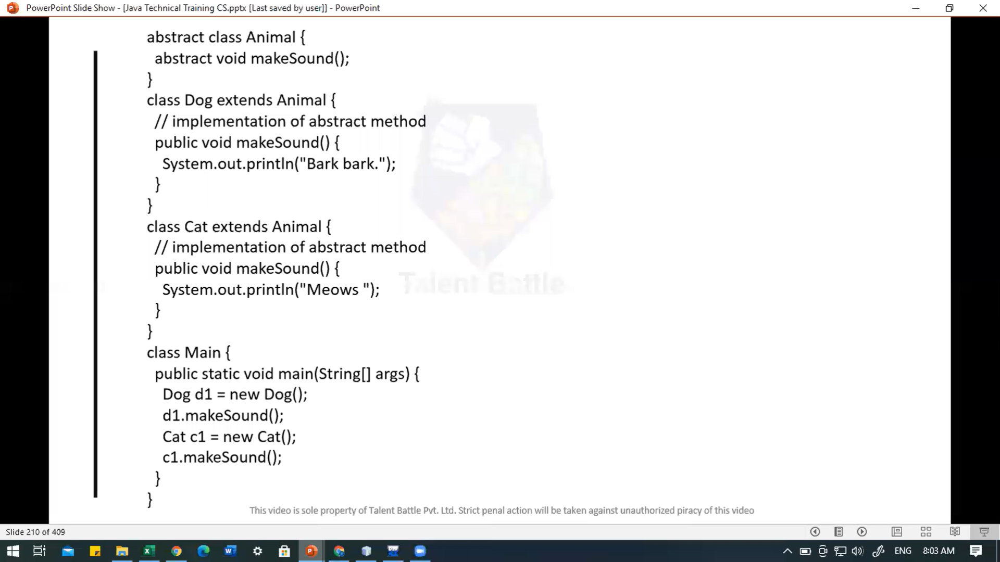 PowerPoint Slide Show - [Java Technical Training CS.pptx [Last saved by user]] - PowerPoint
abstract class Animal {
abstract void makeSound();
}
class Dog extends Animal {
// implementation of abstract method
public void makeSound() {
System.out.println("Bark bark.");
}
}
class Cat extends Animal {
// implementation of abstract method
public void makeSound() {
System.out.println("Meows ");
}
}
class Main {
public static void main(String[] args) {
Dog d1 = new Dog();
d1.makeSound();
Cat c1 = new Cat();
c1.makeSound();
}
}
Talent Battle
This video is sole property of Talent Battle Pvt. Ltd. Strict penal action will be taken against unauthorized piracy of this video
Slide 210 of 409
ENG 8:03 AM